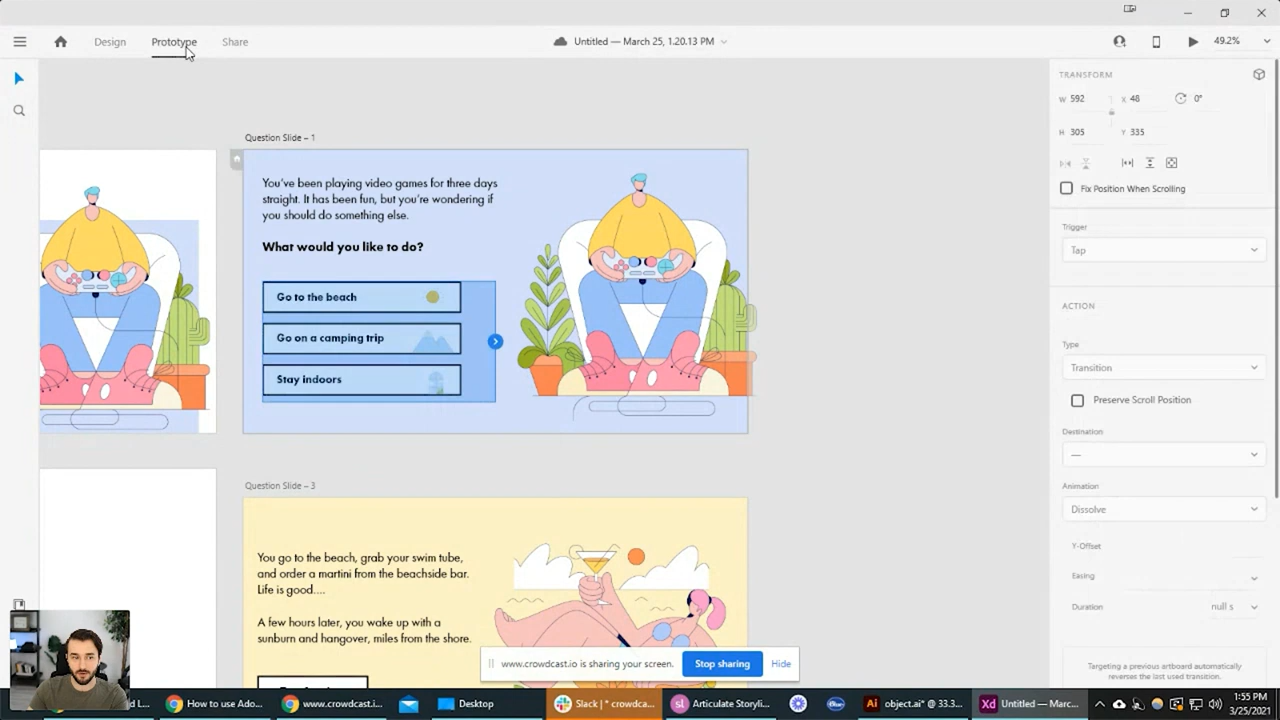 Design
Prototype
Share
Untitled — March 25, 1.20.13 PM
49.2%
Question Slide – 1
You've been playing video games for three days
straight. It has been fun, but you're wondering if
you should do something else.
What would you like to do?
Go to the beach
Go on a camping trip
Stay indoors
Question Slide – 3
You go to the beach, grab your swim tube,
and order a martini from the beachside bar.
Life is good....
A few hours later, you wake up with a
sunburn and hangover, miles from the shore.
TRANSFORM
W 592
X 48
0°
H 305
Y 335
Fix Position When Scrolling
Trigger
Tap
ACTION
Type
Transition
Preserve Scroll Position
Destination
—
Animation
Dissolve
Y-Offset
Easing
Duration
null s
Targeting a previous artboard automatically
reverses the last used transition.
www.crowdcast.io is sharing your screen.
Stop sharing
Hide
How to use Ado...
www.crowdcast.i...
Desktop
Slack | * crowdca...
Articulate Storyli...
object.ai* @ 33.3...
Xd
Untitled — Marc...
1:55 PM
3/25/2021